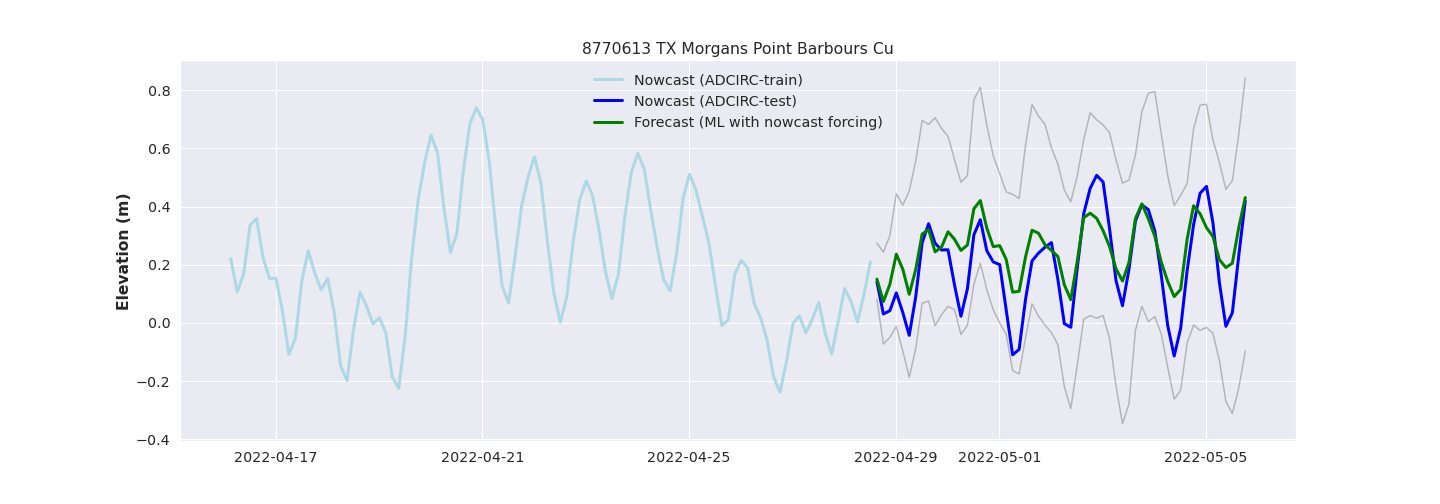 8770613 TX Morgans Point Barbours Cu
Nowcast (ADCIRC-train)
Nowcast (ADCIRC-test)
Forecast (ML with nowcast forcing)
Elevation (m)
0.8
0.6
0.4
0.2
0.0
−0.2
−0.4
2022-04-17 2022-04-21 2022-04-25 2022-04-29 2022-05-01 2022-05-05